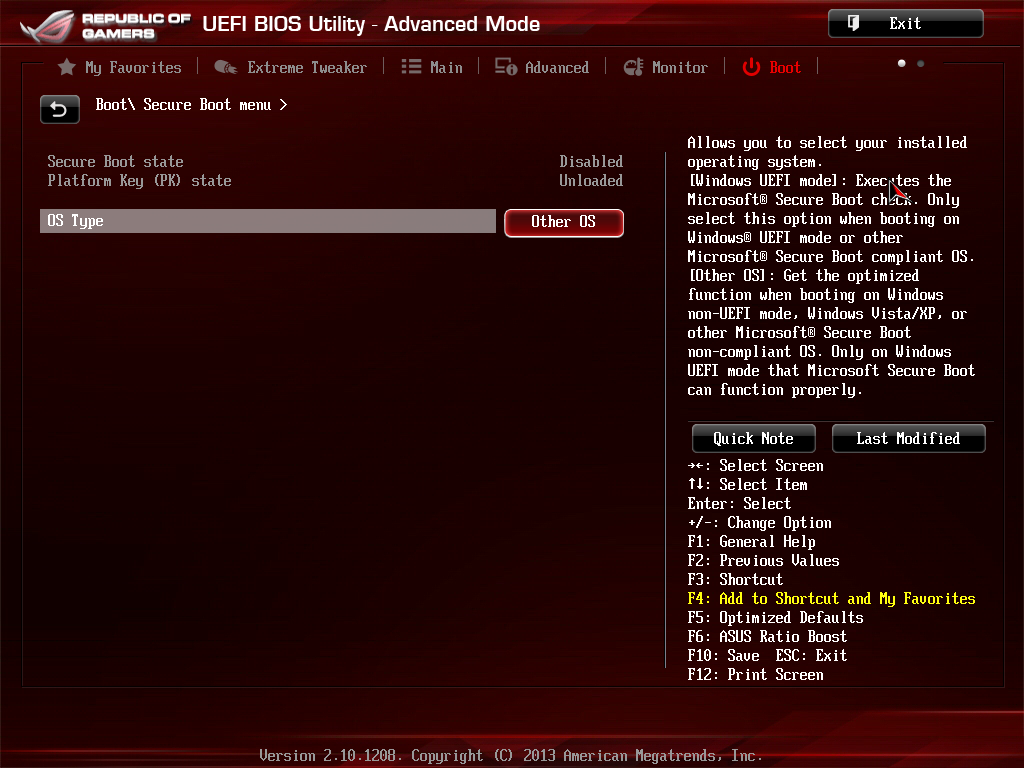 REPUBLIC OF
GAMERS
UEFI BIOS Utility - Advanced Mode
Exit
My Favorites
Extreme Tweaker
Main
Advanced
Monitor
Boot
Boot\ Secure Boot menu >
Secure Boot state Disabled
Platform Key (PK) state Unloaded
OS Type Other OS
Allows you to select your installed
operating system.
[Windows UEFI mode]: Executes the
Microsoft® Secure Boot check. Only
select this option when booting on
Windows® UEFI mode or other
Microsoft® Secure Boot compliant OS.
[Other OS]: Get the optimized
function when booting on Windows
non-UEFI mode, Windows Vista/XP, or
other Microsoft® Secure Boot
non-compliant OS. Only on Windows
UEFI mode that Microsoft Secure Boot
can function properly.
Quick Note
Last Modified
→←: Select Screen
↑↓: Select Item
Enter: Select
+/-: Change Option
F1: General Help
F2: Previous Values
F3: Shortcut
F4: Add to Shortcut and My Favorites
F5: Optimized Defaults
F6: ASUS Ratio Boost
F10: Save  ESC: Exit
F12: Print Screen
Version 2.10.1208. Copyright (C) 2013 American Megatrends, Inc.